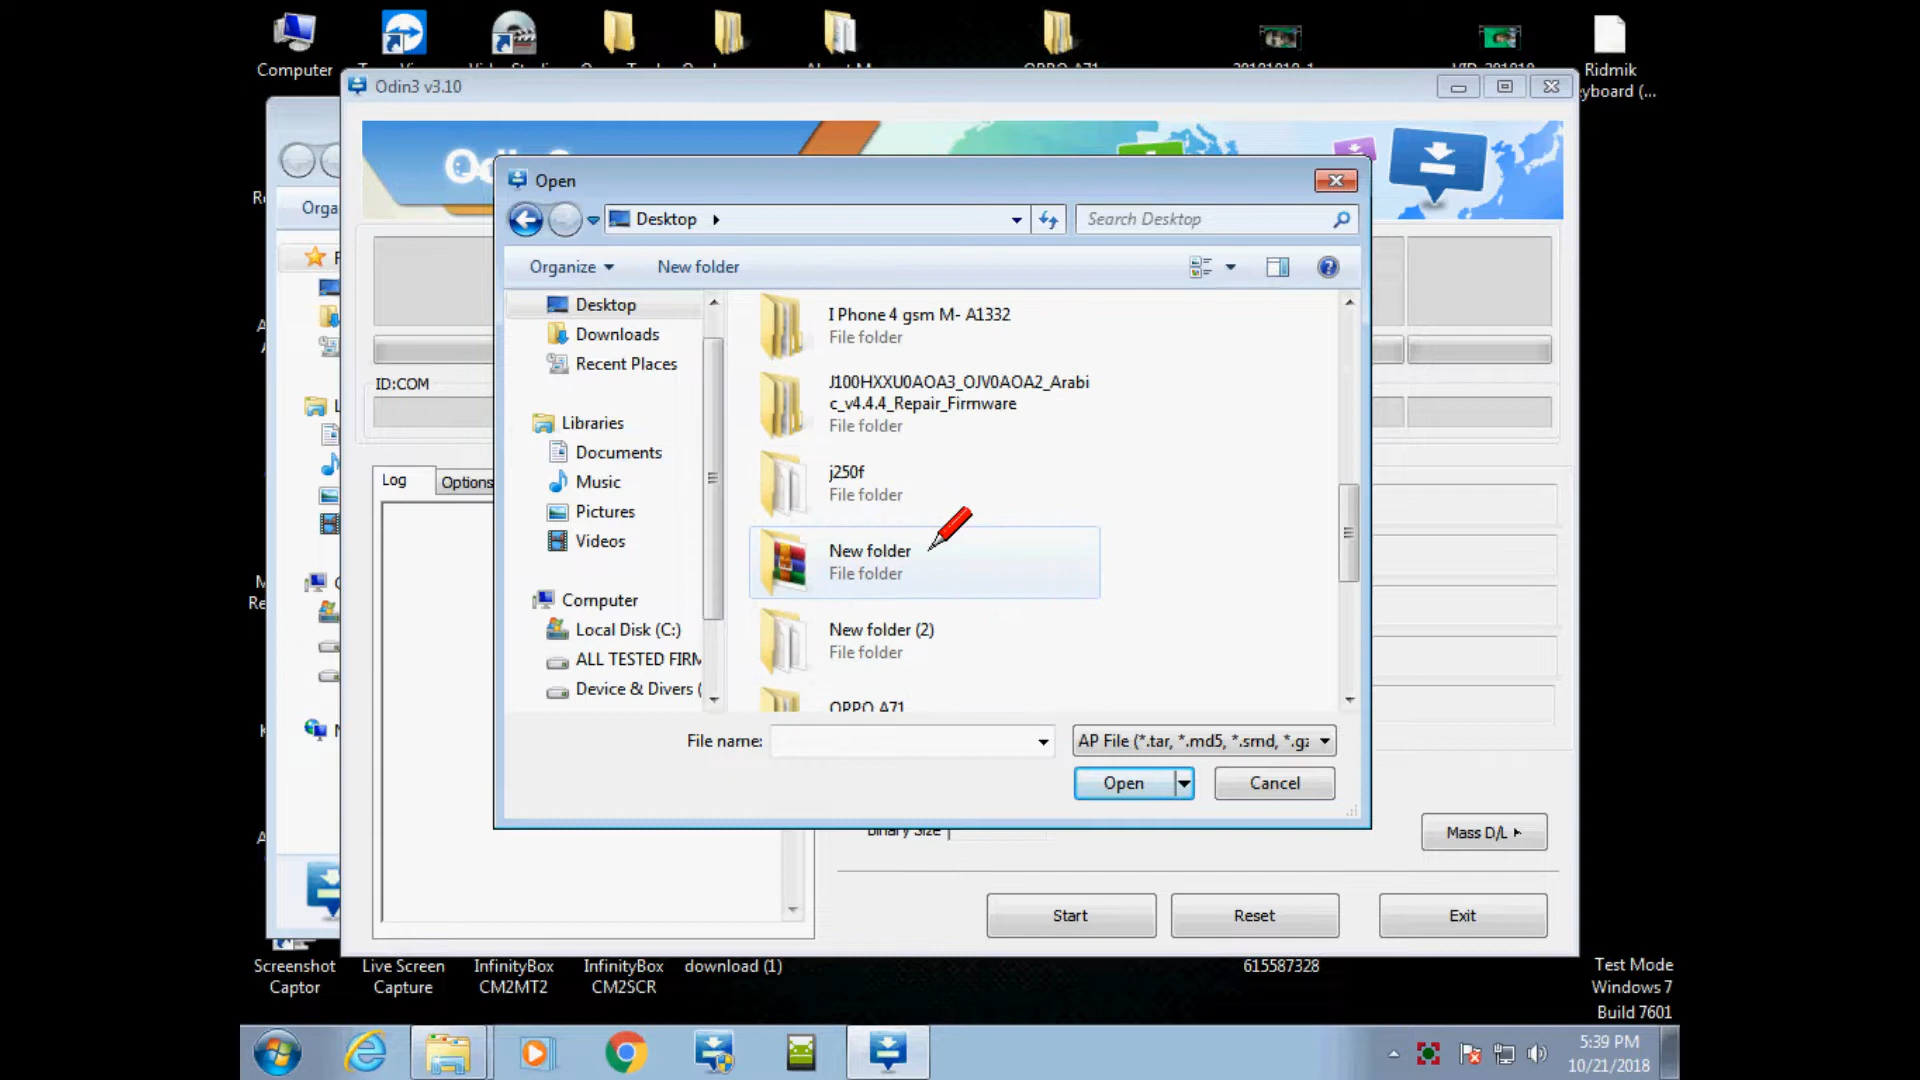 Computer
OPPO A71
Ridmik
yboard (...
Odin3 v3.10
Open
Desktop
Search Desktop
Orga
Organize
New folder
Desktop
Downloads
Recent Places
Libraries
Documents
Music
Pictures
Videos
Computer
Local Disk (C:)
ALL TESTED FIRM
Device & Divers (
I Phone 4 gsm M- A1332
File folder
J100HXXU0AOA3_OJV0AOA2_Arabi
c_v4.4.4_Repair_Firmware
File folder
j250f
File folder
New folder
File folder
New folder (2)
File folder
OPPO A71
ID:COM
Log
Options
File name:
AP File (*.tar, *.md5, *.smd, *.gz
Open
Cancel
Binary Size
Mass D/L
Start
Reset
Exit
Screenshot
Captor
Live Screen
Capture
InfinityBox
CM2MT2
InfinityBox
CM2SCR
download (1)
615587328
Test Mode
Windows 7
Build 7601
5:39 PM
10/21/2018